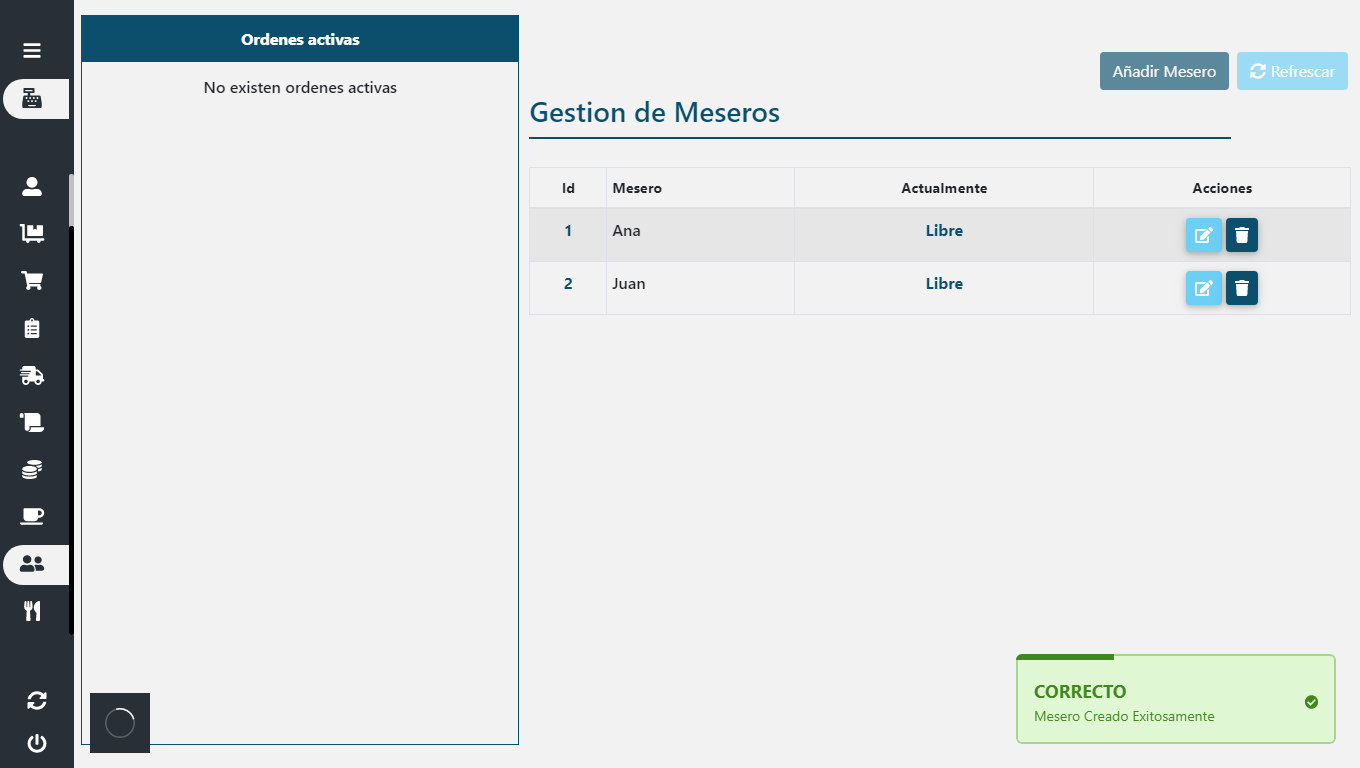 Ordenes activas
No existen ordenes activas
Añadir Mesero
Refrescar
Gestion de Meseros
Id Mesero Actualmente Acciones
1 Ana Libre
2 Juan Libre
CORRECTO
Mesero Creado Exitosamente